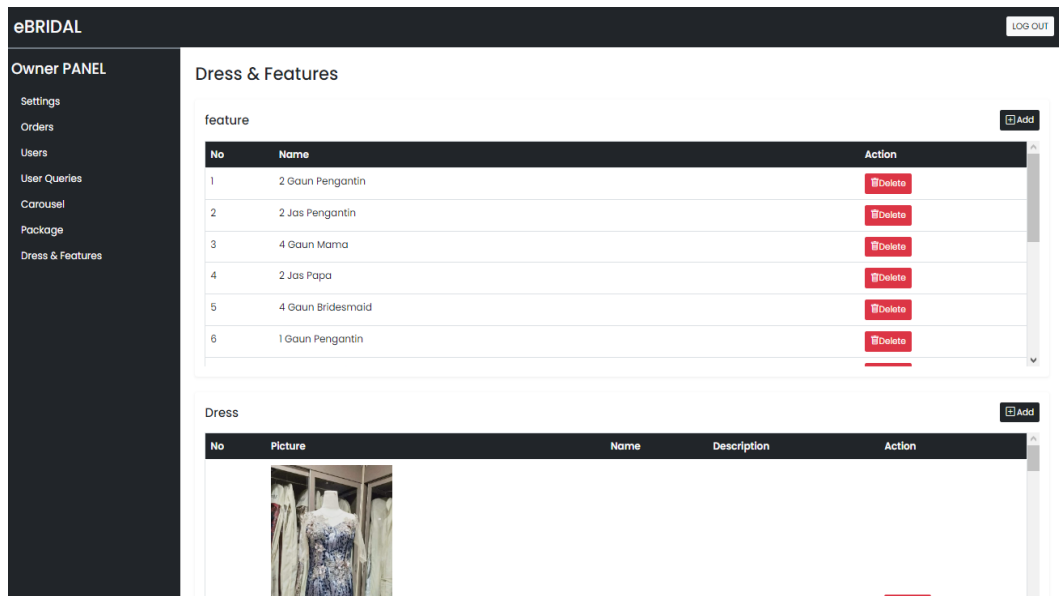 eBRIDAL
LOG OUT
Owner PANEL
Settings
Orders
Users
User Queries
Carousel
Package
Dress & Features
Dress & Features
feature
Add
No Name Action
1 2 Gaun Pengantin Delete
2 2 Jas Pengantin Delete
3 4 Gaun Mama Delete
4 2 Jas Papa Delete
5 4 Gaun Bridesmaid Delete
6 1 Gaun Pengantin Delete
Dress
Add
No Picture Name Description Action